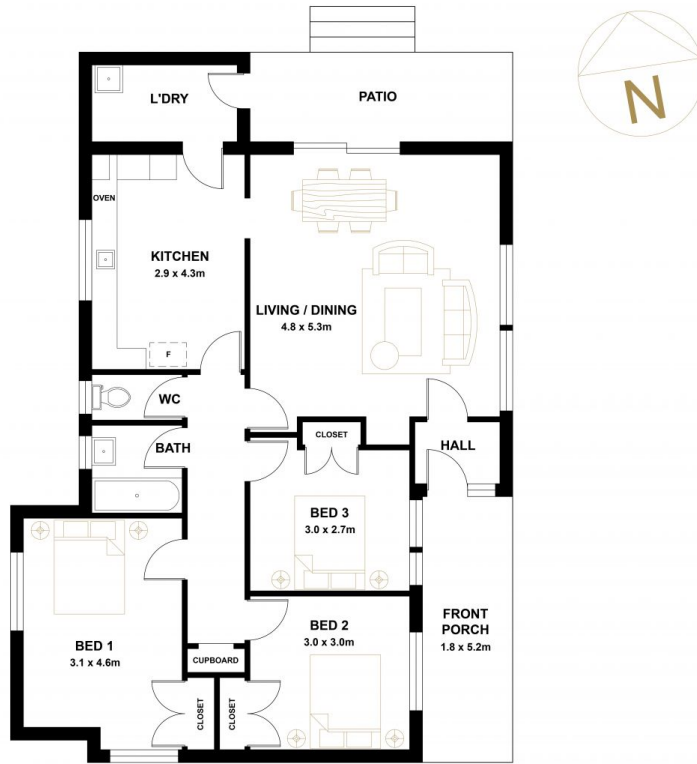 L'DRY
PATIO
N
OVEN
KITCHEN
2.9 x 4.3m
LIVING / DINING
4.8 x 5.3m
F
WC
BATH
CLOSET
HALL
BED 3
3.0 x 2.7m
BED 1
3.1 x 4.6m
BED 2
3.0 x 3.0m
FRONT
PORCH
1.8 x 5.2m
CUPBOARD
CLOSET
CLOSET